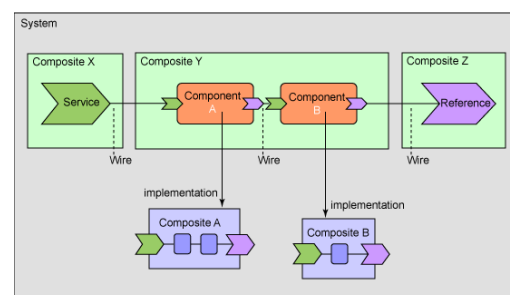 System
Composite X
Composite Y
Composite Z
Service
Component
A
Component
B
Reference
Wire
Wire
Wire
implementation
implementation
Composite A
Composite B